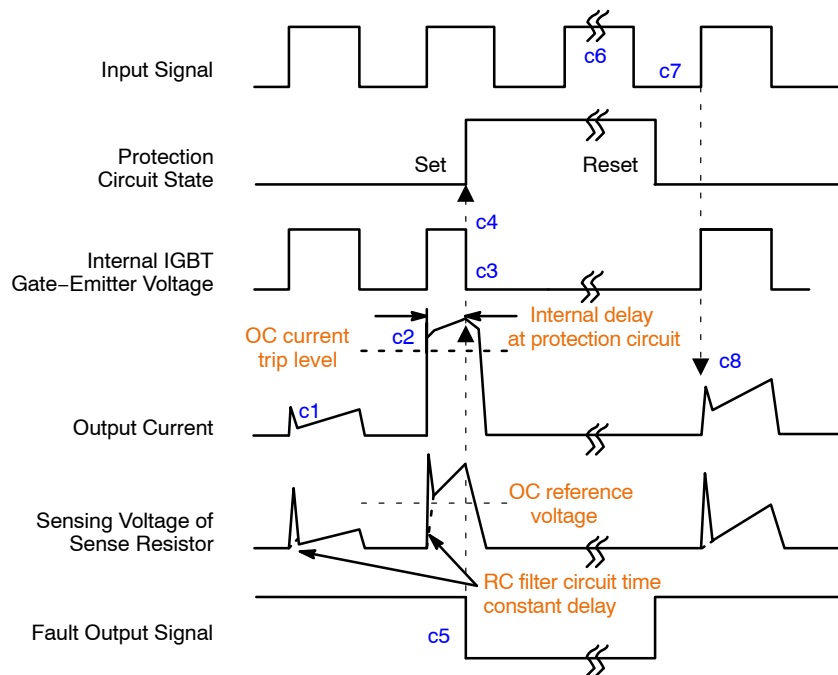 c6
Input Signal
c7
Protection
Circuit State
Set
Reset
c4
Internal IGBT
Gate−Emitter Voltage
c3
OC current
trip level
c2
Internal delay
at protection circuit
c8
c1
Output Current
OC reference
voltage
Sensing Voltage of
Sense Resistor
RC filter circuit time
constant delay
Fault Output Signal
c5